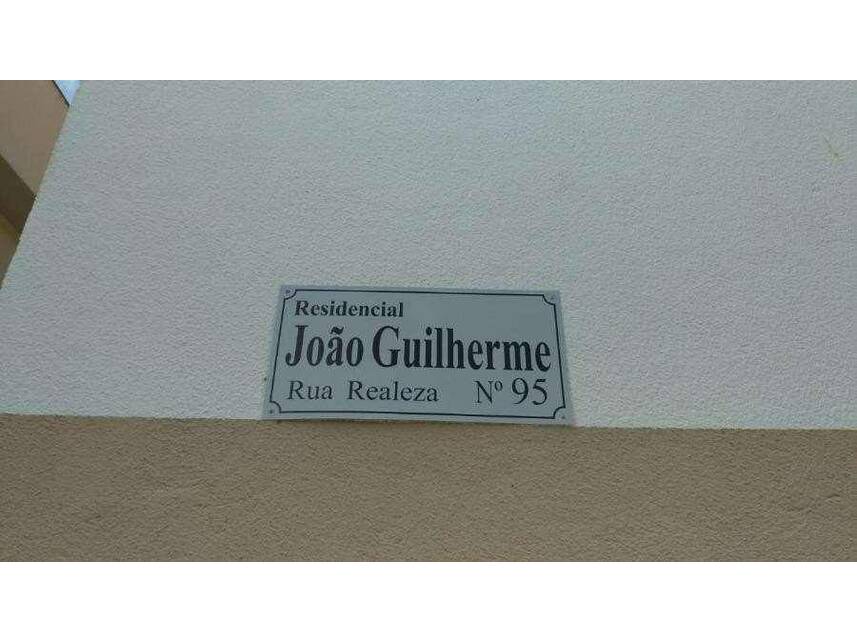 Residencial
João Guilherme
Rua Realeza Nº 95